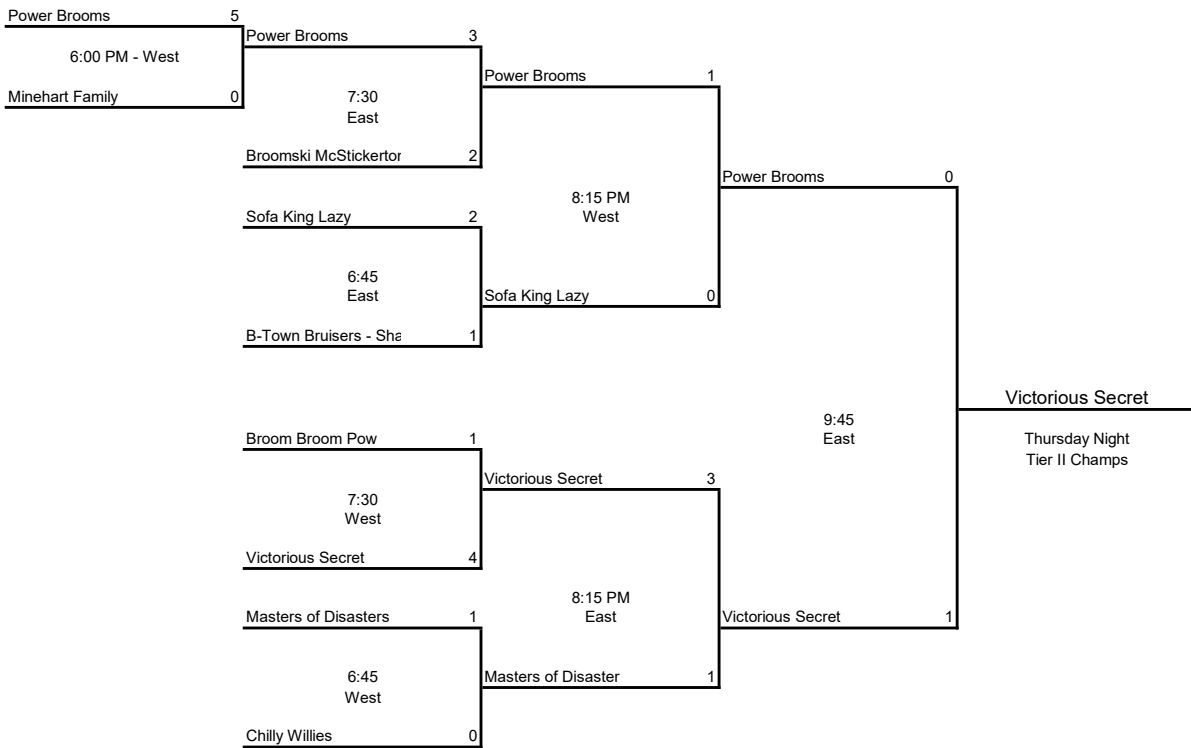 Power Brooms 5
6:00 PM - West
Minehart Family 0
Power Brooms 3
7:30
East
Broomski McStickertor 2
Sofa King Lazy 2
6:45
East
B-Town Bruisers - Sha 1
Broom Broom Pow 1
7:30
West
Victorious Secret 4
Masters of Disasters 1
6:45
West
Chilly Willies 0
Power Brooms 1
8:15 PM
West
Sofa King Lazy 0
Victorious Secret 3
8:15 PM
East
Masters of Disaster 1
Power Brooms 0
9:45
East
Victorious Secret 1
Victorious Secret
Thursday Night
Tier II Champs